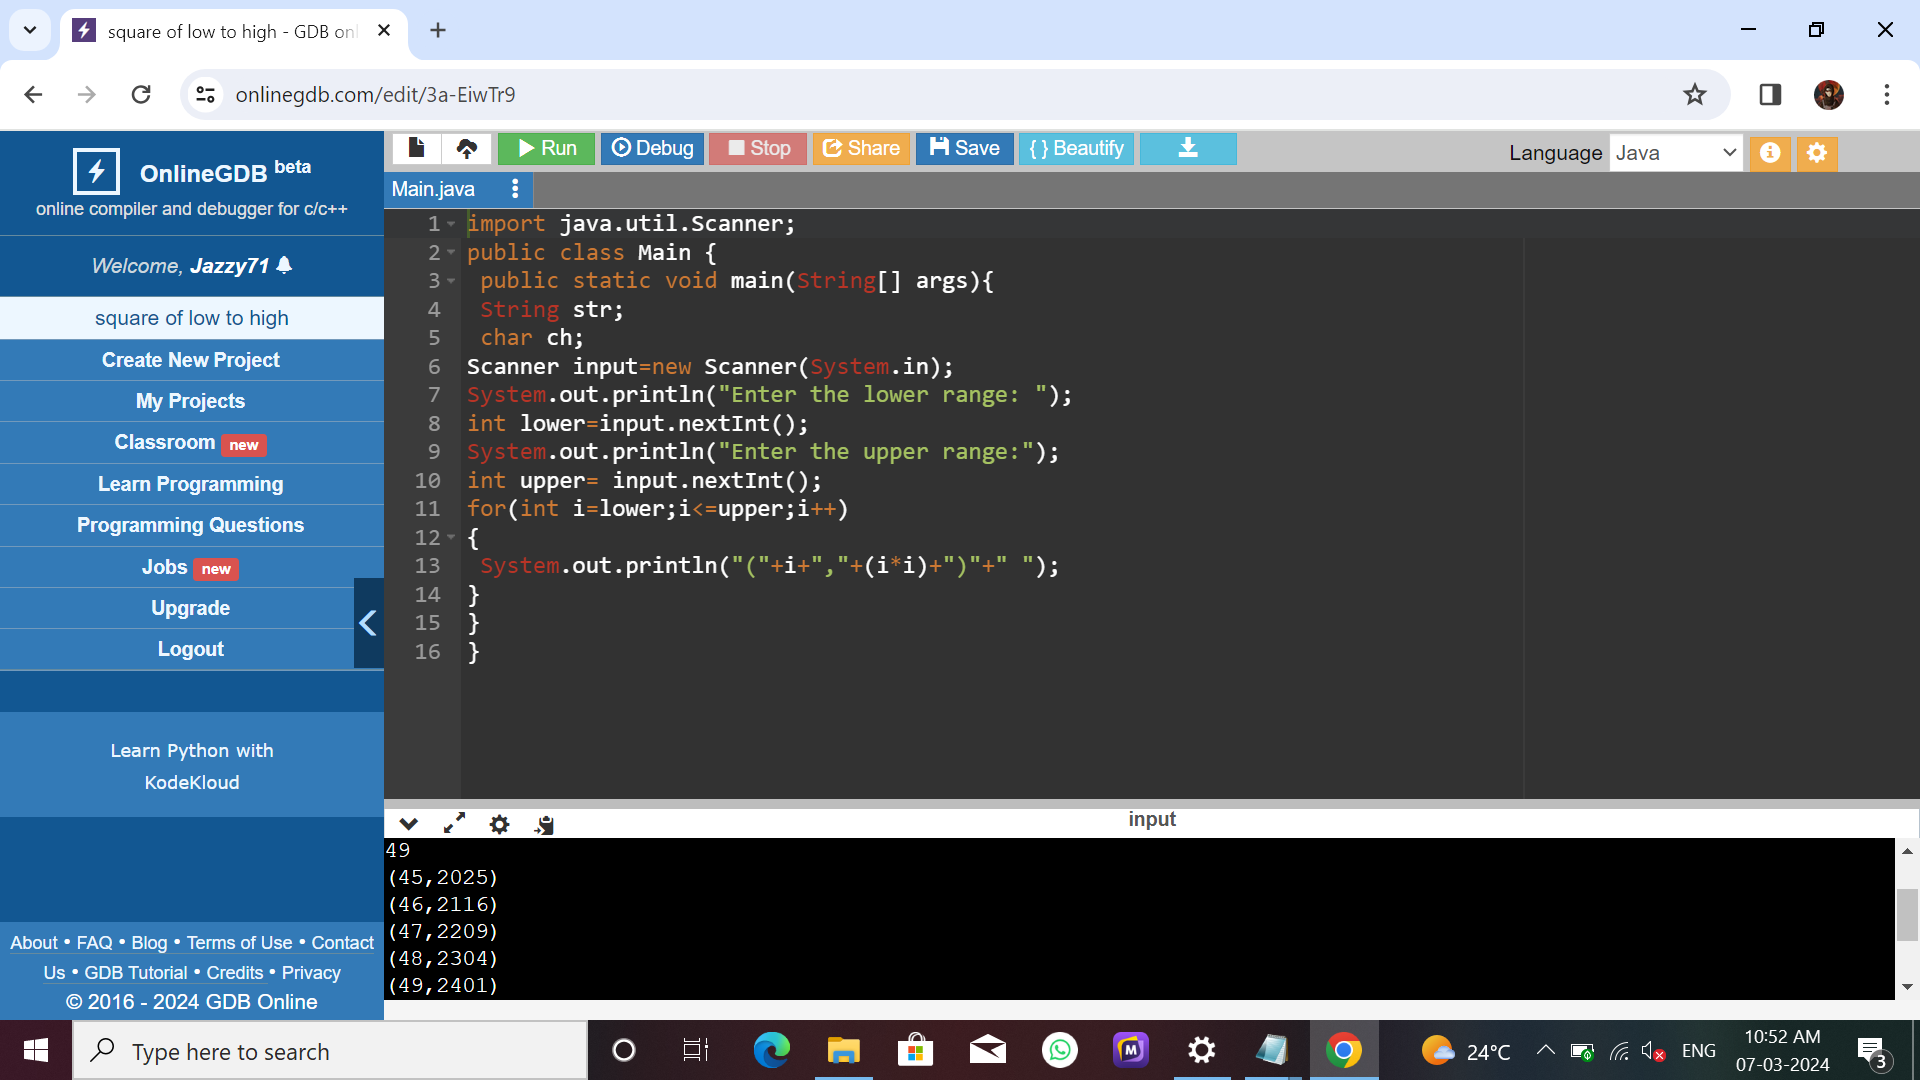 square of low to high - GDB onl
onlinegdb.com/edit/3a-EiwTr9
OnlineGDB beta
online compiler and debugger for c/c++
Welcome, Jazzy71
square of low to high
Create New Project
My Projects
Classroom new
Learn Programming
Programming Questions
Jobs new
Upgrade
Logout
Learn Python with
KodeKloud
About • FAQ • Blog • Terms of Use • Contact
Us • GDB Tutorial • Credits • Privacy
© 2016 - 2024 GDB Online
Run Debug Stop Share Save { } Beautify
Language Java
Main.java
1 import java.util.Scanner;
2 public class Main {
3 public static void main(String[] args){
4 String str;
5 char ch;
6 Scanner input=new Scanner(System.in);
7 System.out.println("Enter the lower range: ");
8 int lower=input.nextInt();
9 System.out.println("Enter the upper range:");
10 int upper= input.nextInt();
11 for(int i=lower;i<=upper;i++)
12 {
13 System.out.println("("+i+","+(i*i)+")"+" ");
14 }
15 }
16 }
input
49
(45,2025)
(46,2116)
(47,2209)
(48,2304)
(49,2401)
Type here to search
M
24°C
ENG
10:52 AM
07-03-2024
3